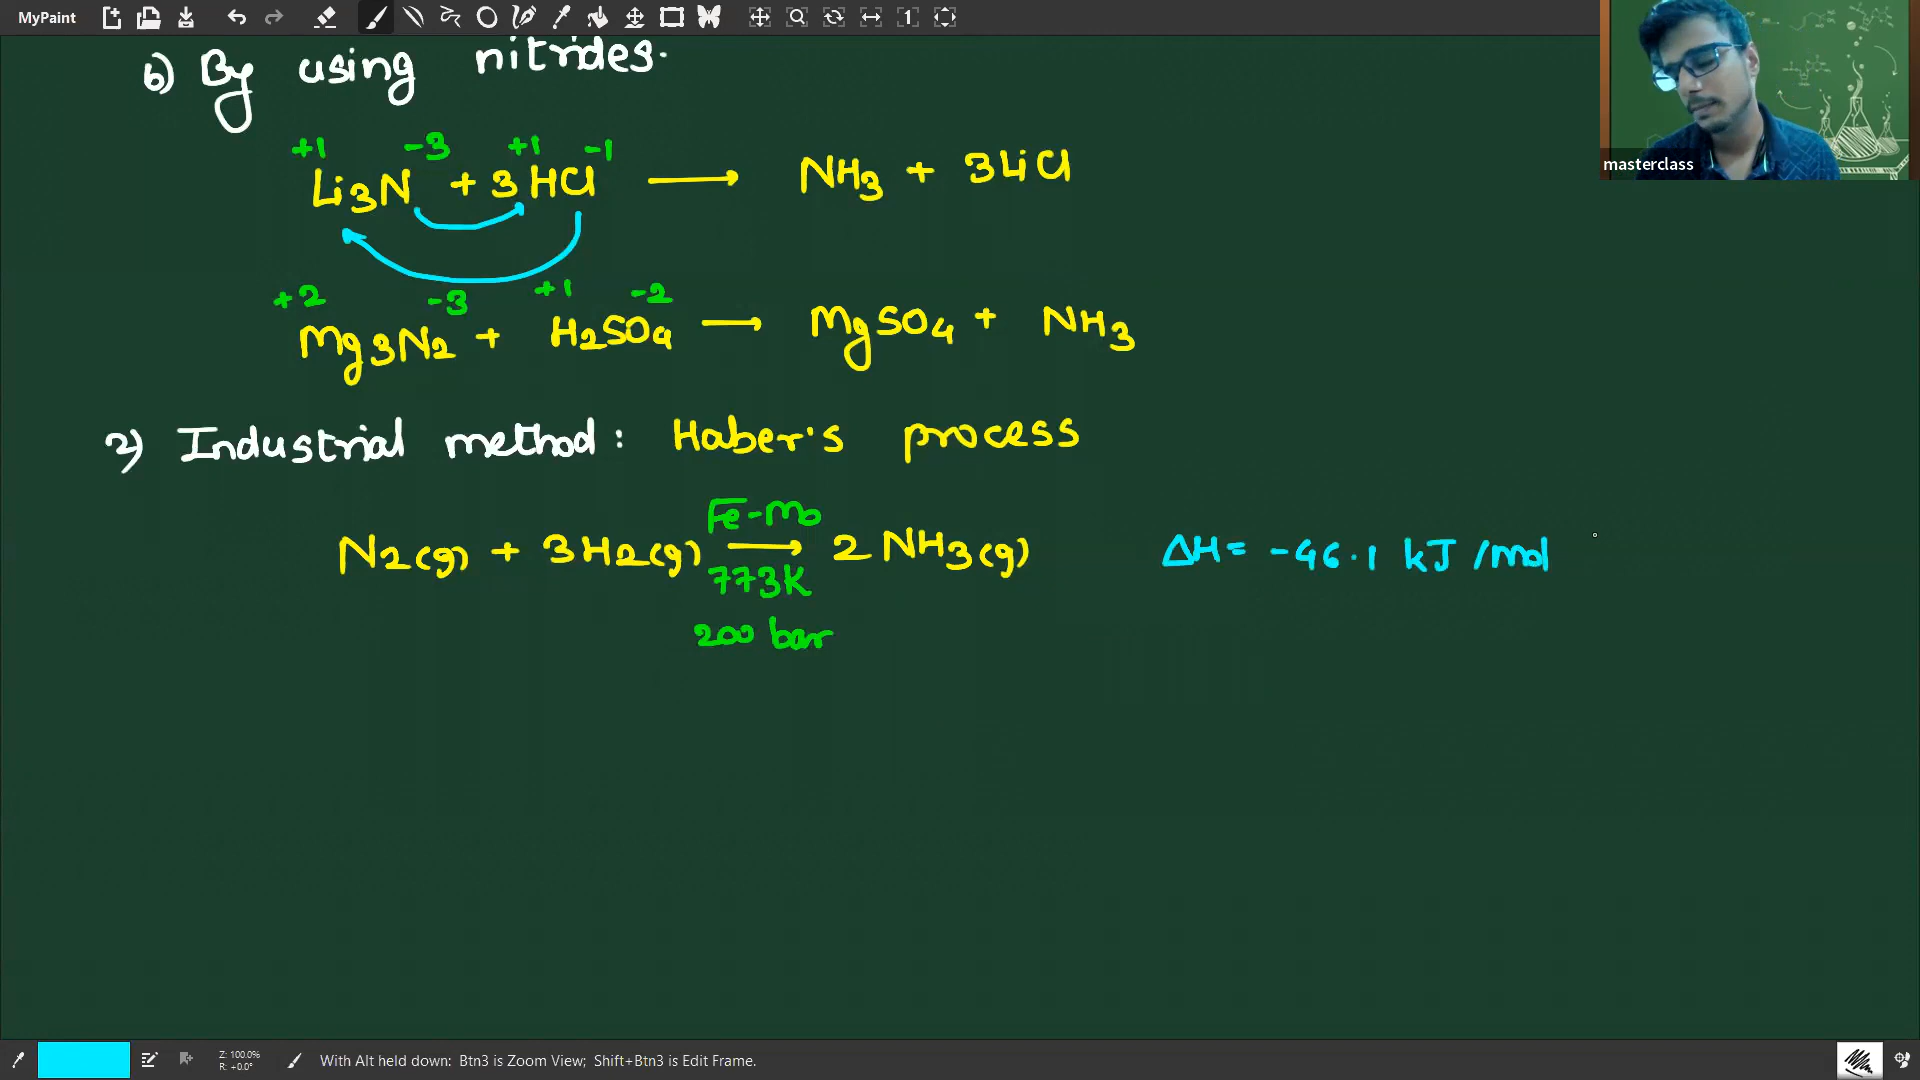 MyPaint
masterclass
b) By using nitrides.
+1 -3 +1 -1
Li3N + 3HCl ⟶ NH3 + 3LiCl
+2 -3 +1 -2
Mg3N2 + H2SO4 ⟶ MgSO4 + NH3
2) Industrial method: Haber's process
Fe-Mo
N2(g) + 3H2(g) ⟶ 2NH3(g) ΔH = -46.1 kJ/mol
773K
200 bar
Z: 100.0%
R: +0.0°
With Alt held down: Btn3 is Zoom View; Shift+Btn3 is Edit Frame.